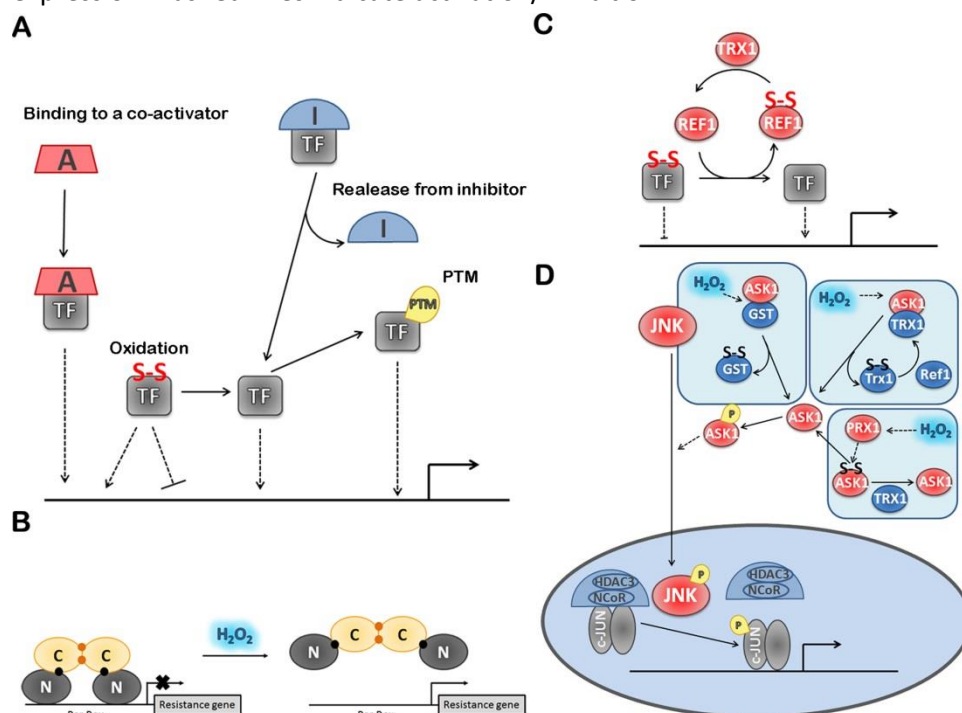 A
Binding to a co-activator
A
A
TF
I
TF
Realease from inhibitor
I
PTM
PTM
TF
Oxidation
S-S
TF
TF
B
C C
N N
Resistance gene
H2O2
C C
N N
Resistance gene
C
TRX1
REF1
S-S
REF1
S-S
TF
TF
D
JNK
H2O2
ASK1
GST
S-S
GST
H2O2
ASK1
TRX1
S-S
Trx1
Ref1
P
ASK1
ASK1
PRX1
H2O2
S-S
ASK1
TRX1
ASK1
HDAC3
NCoR
c-JUN
P
JNK
HDAC3
NCoR
P
c-JUN